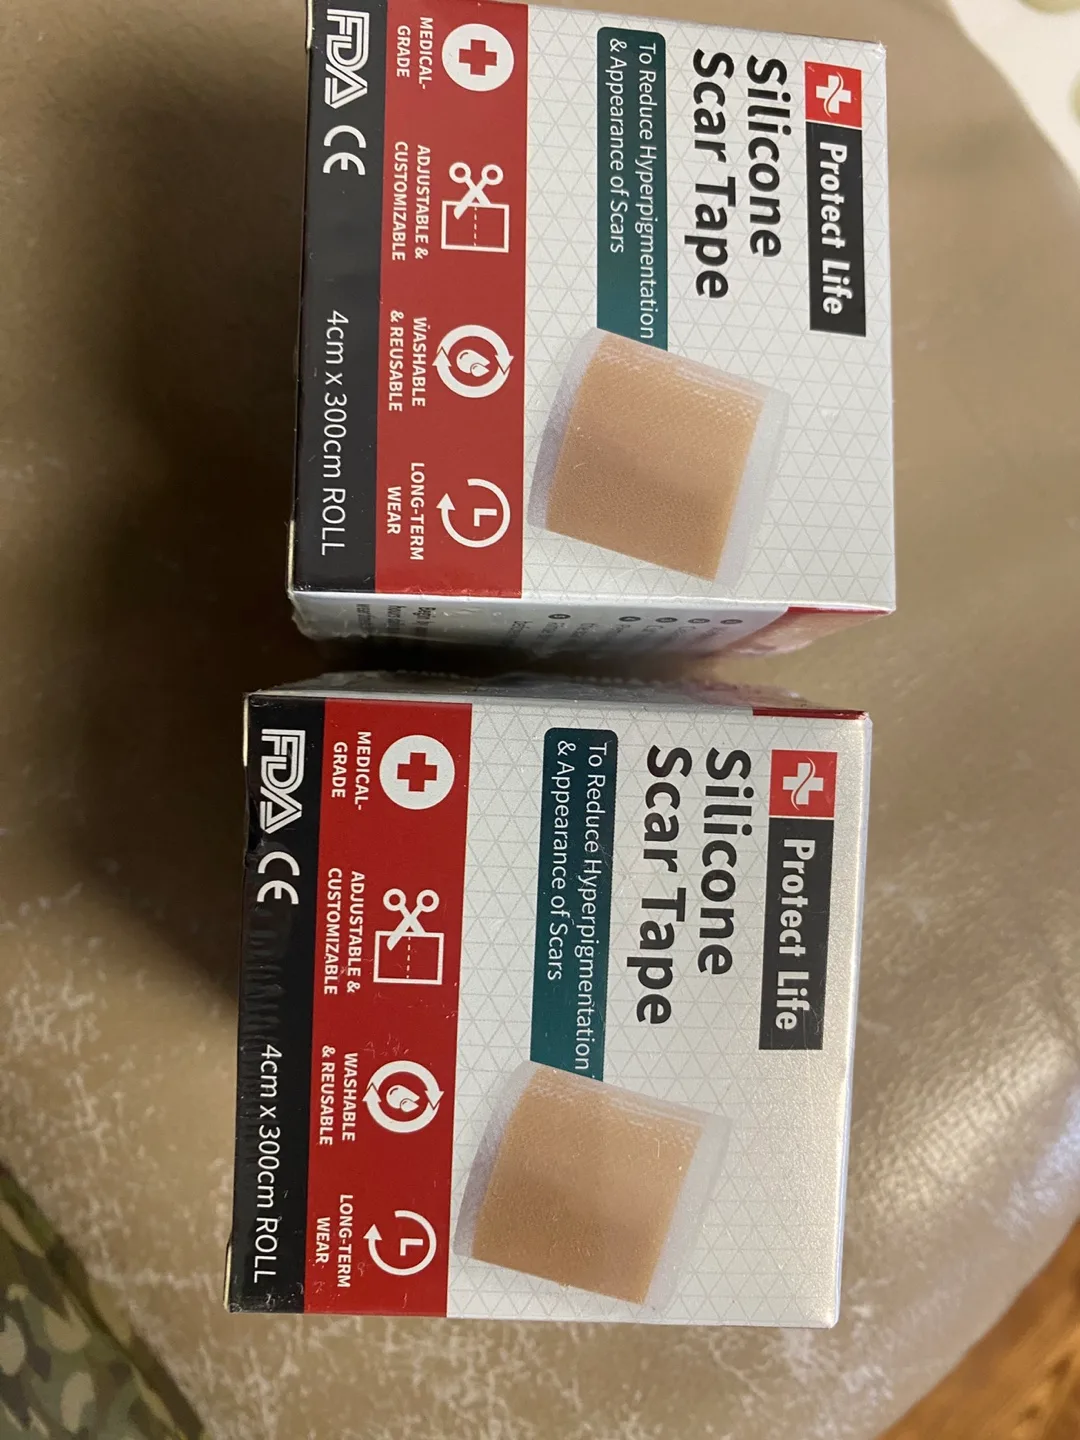 Protect Life
Silicone
Scar Tape
To Reduce Hyperpigmentation
& Appearance of Scars
MEDICAL-
GRADE
ADJUSTABLE &
CUSTOMIZABLE
WASHABLE
& REUSABLE
LONG-TERM
WEAR
FDA CE
4cm x 300cm ROLL
Protect Life
Silicone
Scar Tape
To Reduce Hyperpigmentation
& Appearance of Scars
MEDICAL-
GRADE
ADJUSTABLE &
CUSTOMIZABLE
WASHABLE
& REUSABLE
LONG-TERM
WEAR
FDA CE
4cm x 300cm ROLL